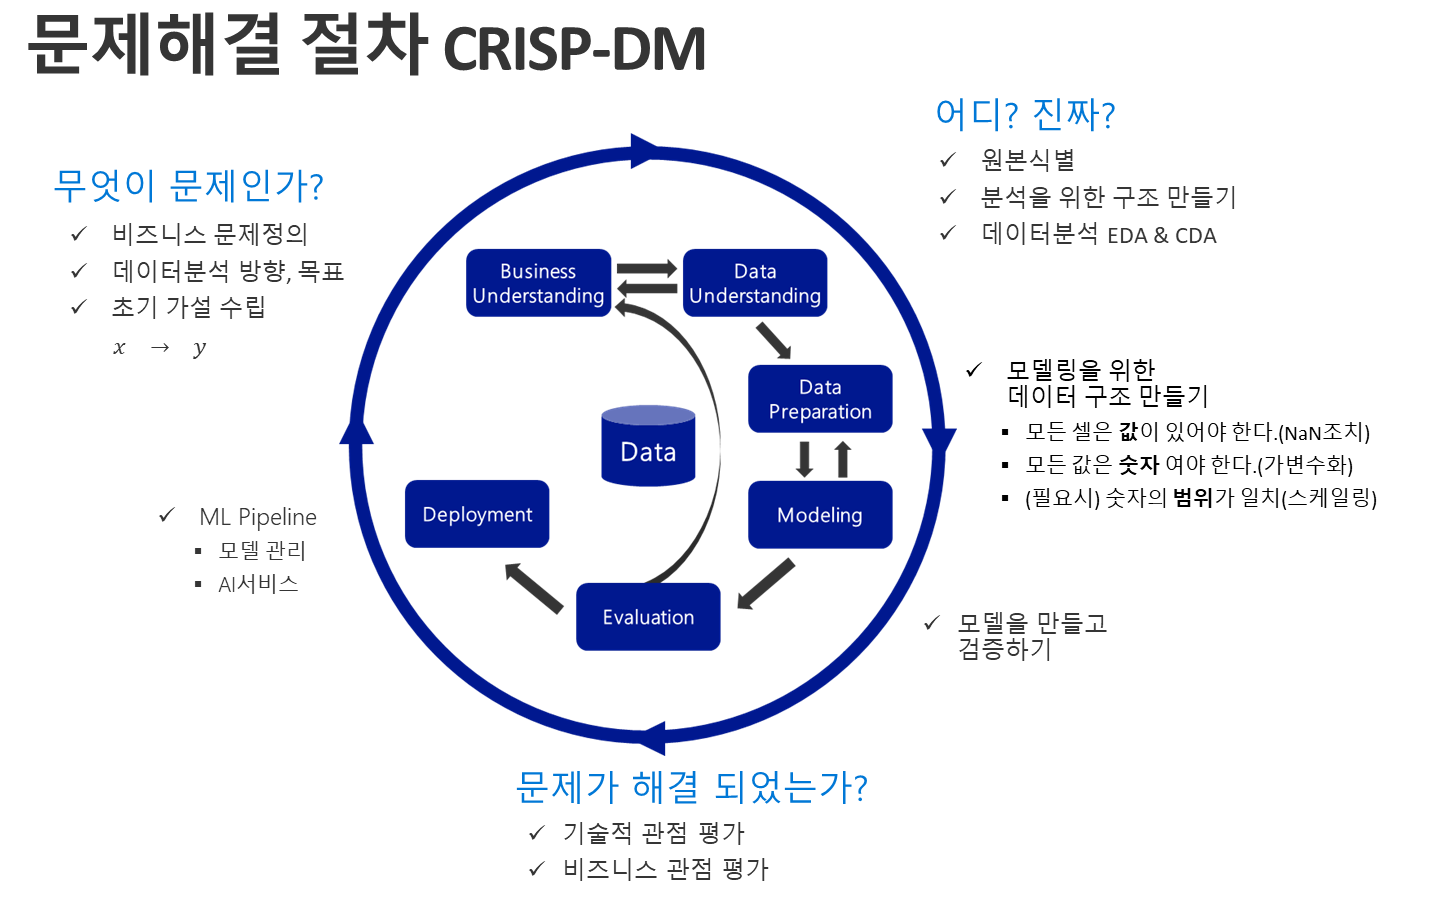 문제해결 절차 CRISP-DM
무엇이 문제인가?
✓ 비즈니스 문제정의
✓ 데이터분석 방향, 목표
✓ 초기 가설 수립
x → y
어디? 진짜?
✓ 원본식별
✓ 분석을 위한 구조 만들기
✓ 데이터분석 EDA & CDA
Business
Understanding
Data
Understanding
Data
Preparation
✓ 모델링을 위한
데이터 구조 만들기
▪ 모든 셀은 값이 있어야 한다.(NaN조치)
▪ 모든 값은 숫자 여야 한다.(가변수화)
▪ (필요시) 숫자의 범위가 일치(스케일링)
Data
Modeling
✓ 모델을 만들고
검증하기
Evaluation
Deployment
✓ ML Pipeline
▪ 모델 관리
▪ AI서비스
문제가 해결 되었는가?
✓ 기술적 관점 평가
✓ 비즈니스 관점 평가